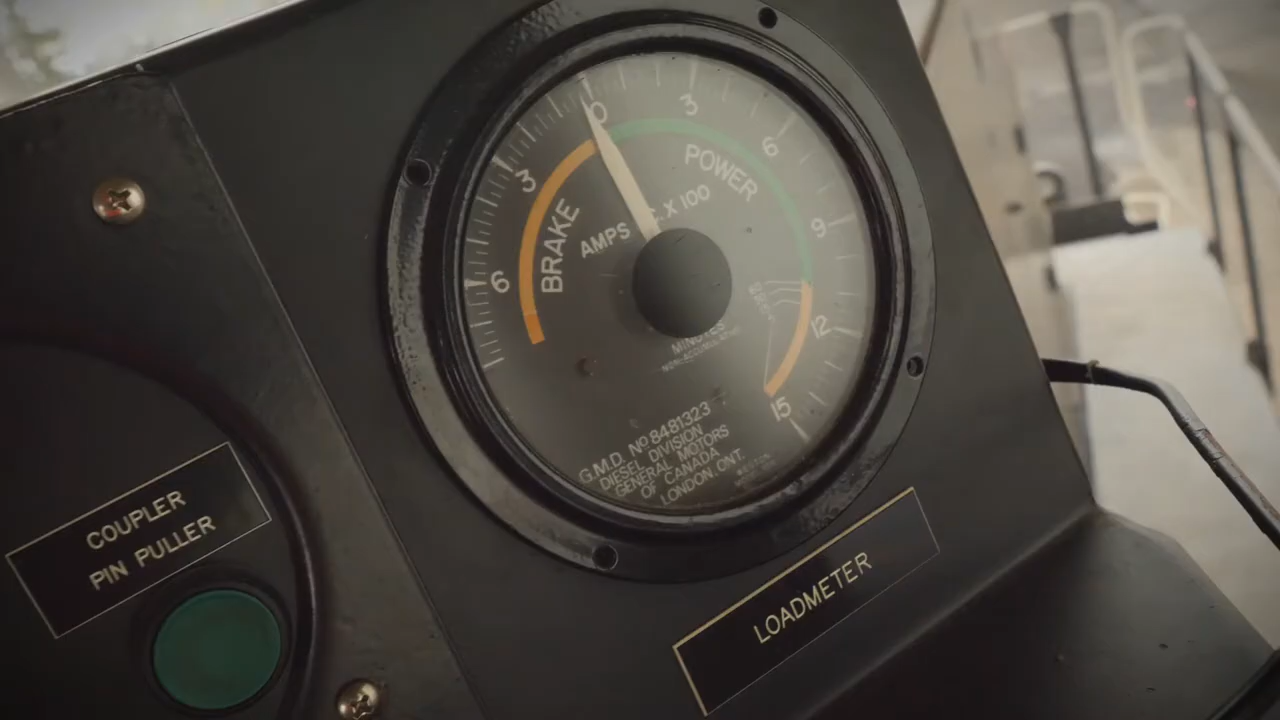 0
3
6
9
12
15
3
6
POWER
BRAKE
AMPS D.C. X 100
MINUTES
G.M.D. No 8481323
DIESEL DIVISION
GENERAL MOTORS
OF CANADA
LONDON, ONT.
COUPLER
PIN PULLER
LOADMETER